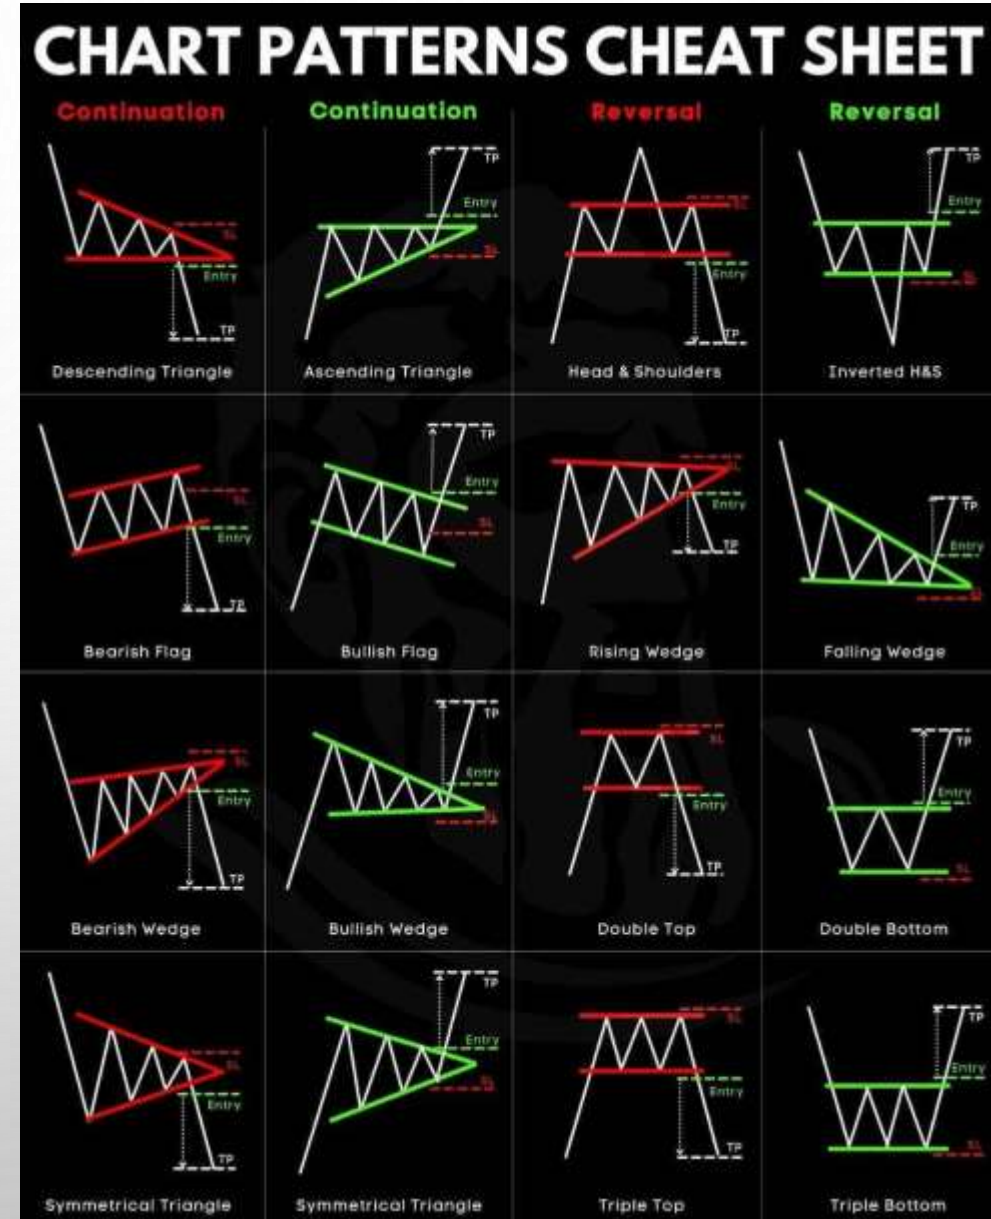 CHART PATTERNS CHEAT SHEET
Continuation Continuation Reversal Reversal
SL
Entry
TP
Descending Triangle
TP
Entry
SL
Ascending Triangle
SL
Entry
TP
Head & Shoulders
TP
Entry
SL
Inverted H&S
SL
Entry
TP
Bearish Flag
TP
Entry
SL
Bullish Flag
SL
Entry
TP
Rising Wedge
TP
Entry
SL
Falling Wedge
SL
Entry
TP
Bearish Wedge
TP
Entry
SL
Bullish Wedge
SL
Entry
TP
Double Top
TP
Entry
SL
Double Bottom
SL
Entry
TP
Symmetrical Triangle
TP
Entry
SL
Symmetrical Triangle
SL
Entry
TP
Triple Top
TP
Entry
SL
Triple Bottom